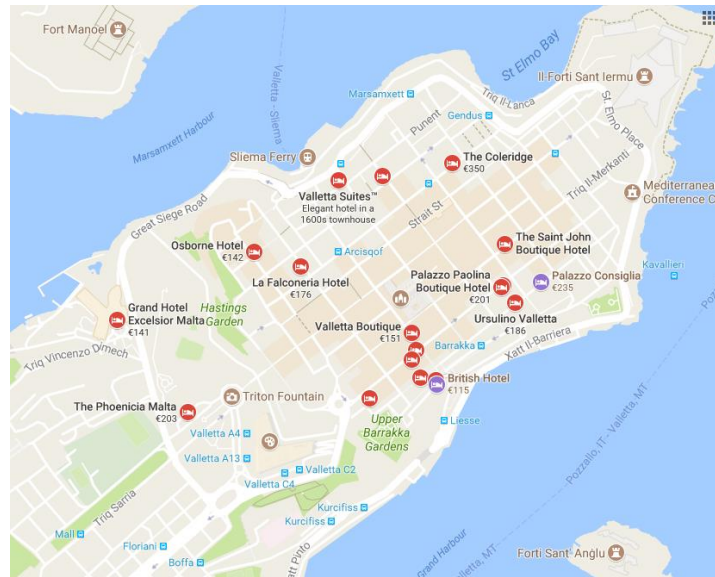 Fort Manoel
St Elmo Bay
Il-Forti Sant Iermu
Valletta - Sliema
Marsamxett
Triq Il-Lanca
Gendus
St. Elmo Place
Punent
Marsamxett Harbour
Sliema Ferry
The Coleridge
€350
Triq Il-Merkanti
Mediterranea
Conference C
Valletta Suites™
Elegant hotel in a
1600s townhouse
Great Siege Road
Strait St
The Saint John
Boutique Hotel
Osborne Hotel
€142
Arcisqof
Kavallieri
La Falconeria Hotel
€176
Palazzo Paolina
Boutique Hotel
€201
Palazzo Consiglia
€235
Hastings
Garden
Grand Hotel
Excelsior Malta
€141
Ursulino Valletta
€186
Valletta Boutique
€151
Barrakka
Xatt Il-Barriera
Triq Vincenzo Dimech
British Hotel
€115
Triton Fountain
The Phoenicia Malta
€203
Upper
Barrakka
Gardens
Liesse
Valletta A4
Valletta A13
Valletta C2
Valletta C4
Pozzallo, IT - Valletta, MT
Triq Sarria
Kurcifiss
Kurcifiss
Mall
Floriani
Boffa
att Pinto
Grand Harbour
Valletta, MT
Forti Sant' Anġlu